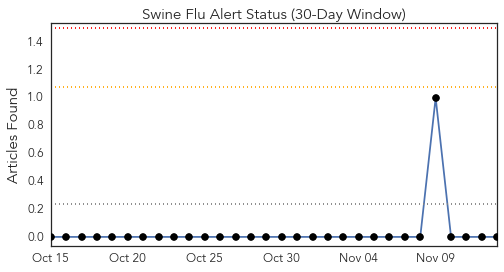 Swine Flu Alert Status (30-Day Window)
Articles Found
1.4
1.2
1.0
0.8
0.6
0.4
0.2
0.0
Oct 15 Oct 20 Oct 25 Oct 30 Nov 04 Nov 09